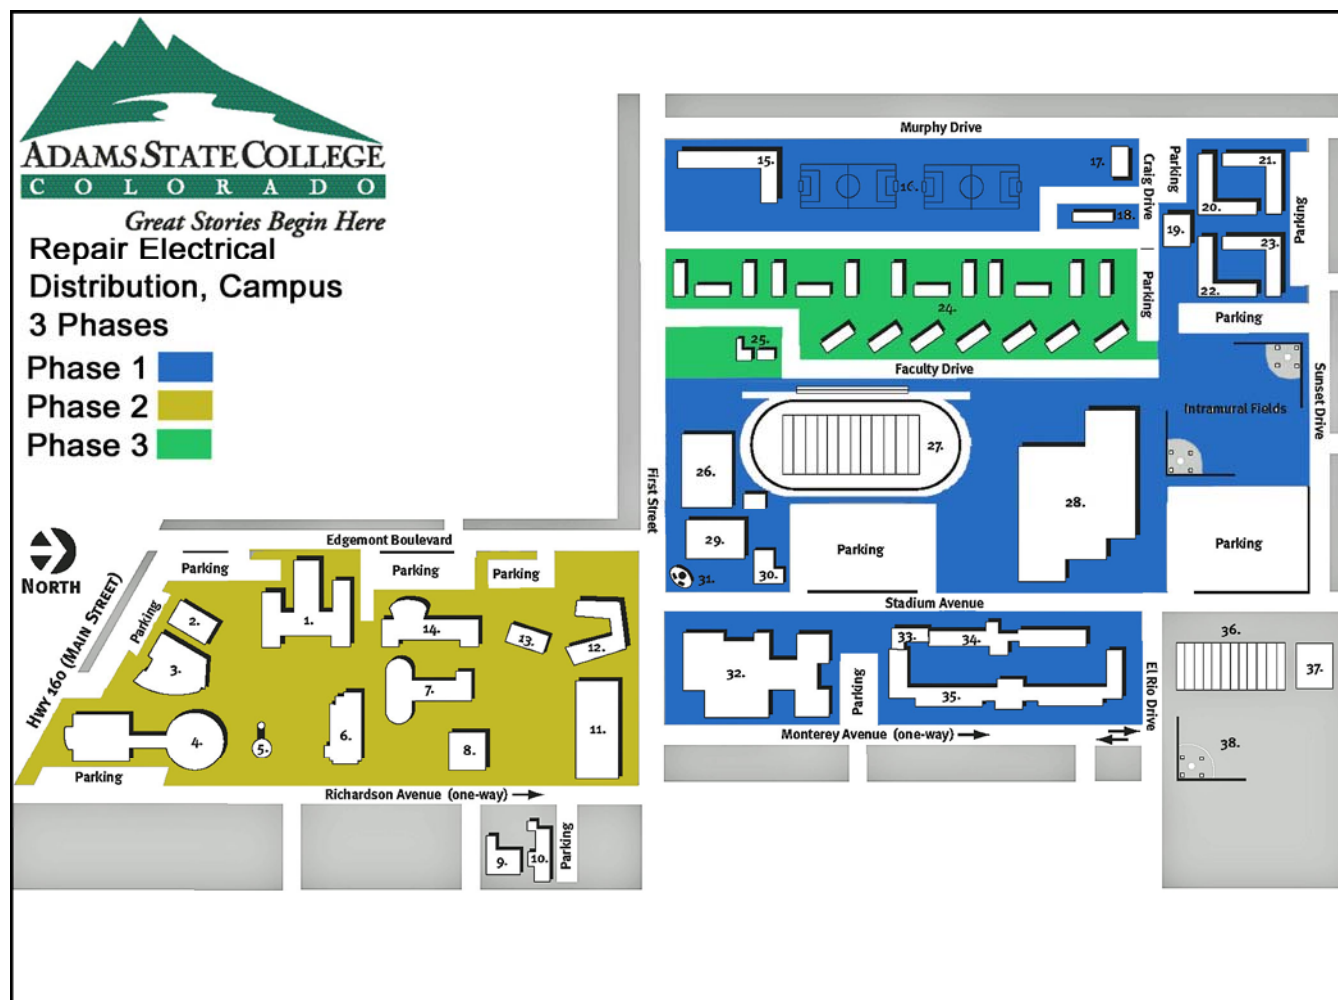 ADAMS STATE COLLEGE
COLORADO
Great Stories Begin Here
Repair Electrical
Distribution, Campus
3 Phases
Phase 1
Phase 2
Phase 3
NORTH
Murphy Drive
15.
16.
17.
Craig Drive
Parking
18.
19.
20.
21.
22.
23.
Parking
Parking
Parking
24.
25.
Faculty Drive
Intramural Fields
Sunset Drive
26.
27.
28.
29.
30.
31.
Parking
Parking
First Street
Stadium Avenue
32.
33.
34.
35.
Parking
El Rio Drive
Monterey Avenue (one-way)
36.
37.
38.
Edgemont Boulevard
Parking
Parking
Parking
Parking
Hwy 160 (Main Street)
1.
2.
3.
4.
5.
6.
7.
8.
11.
12.
13.
14.
Parking
Richardson Avenue (one-way)
9.
10.
Parking